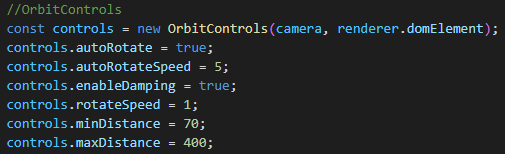 //OrbitControls
const controls = new OrbitControls(camera, renderer.domElement);
controls.autoRotate = true;
controls.autoRotateSpeed = 5;
controls.enableDamping = true;
controls.rotateSpeed = 1;
controls.minDistance = 70;
controls.maxDistance = 400;